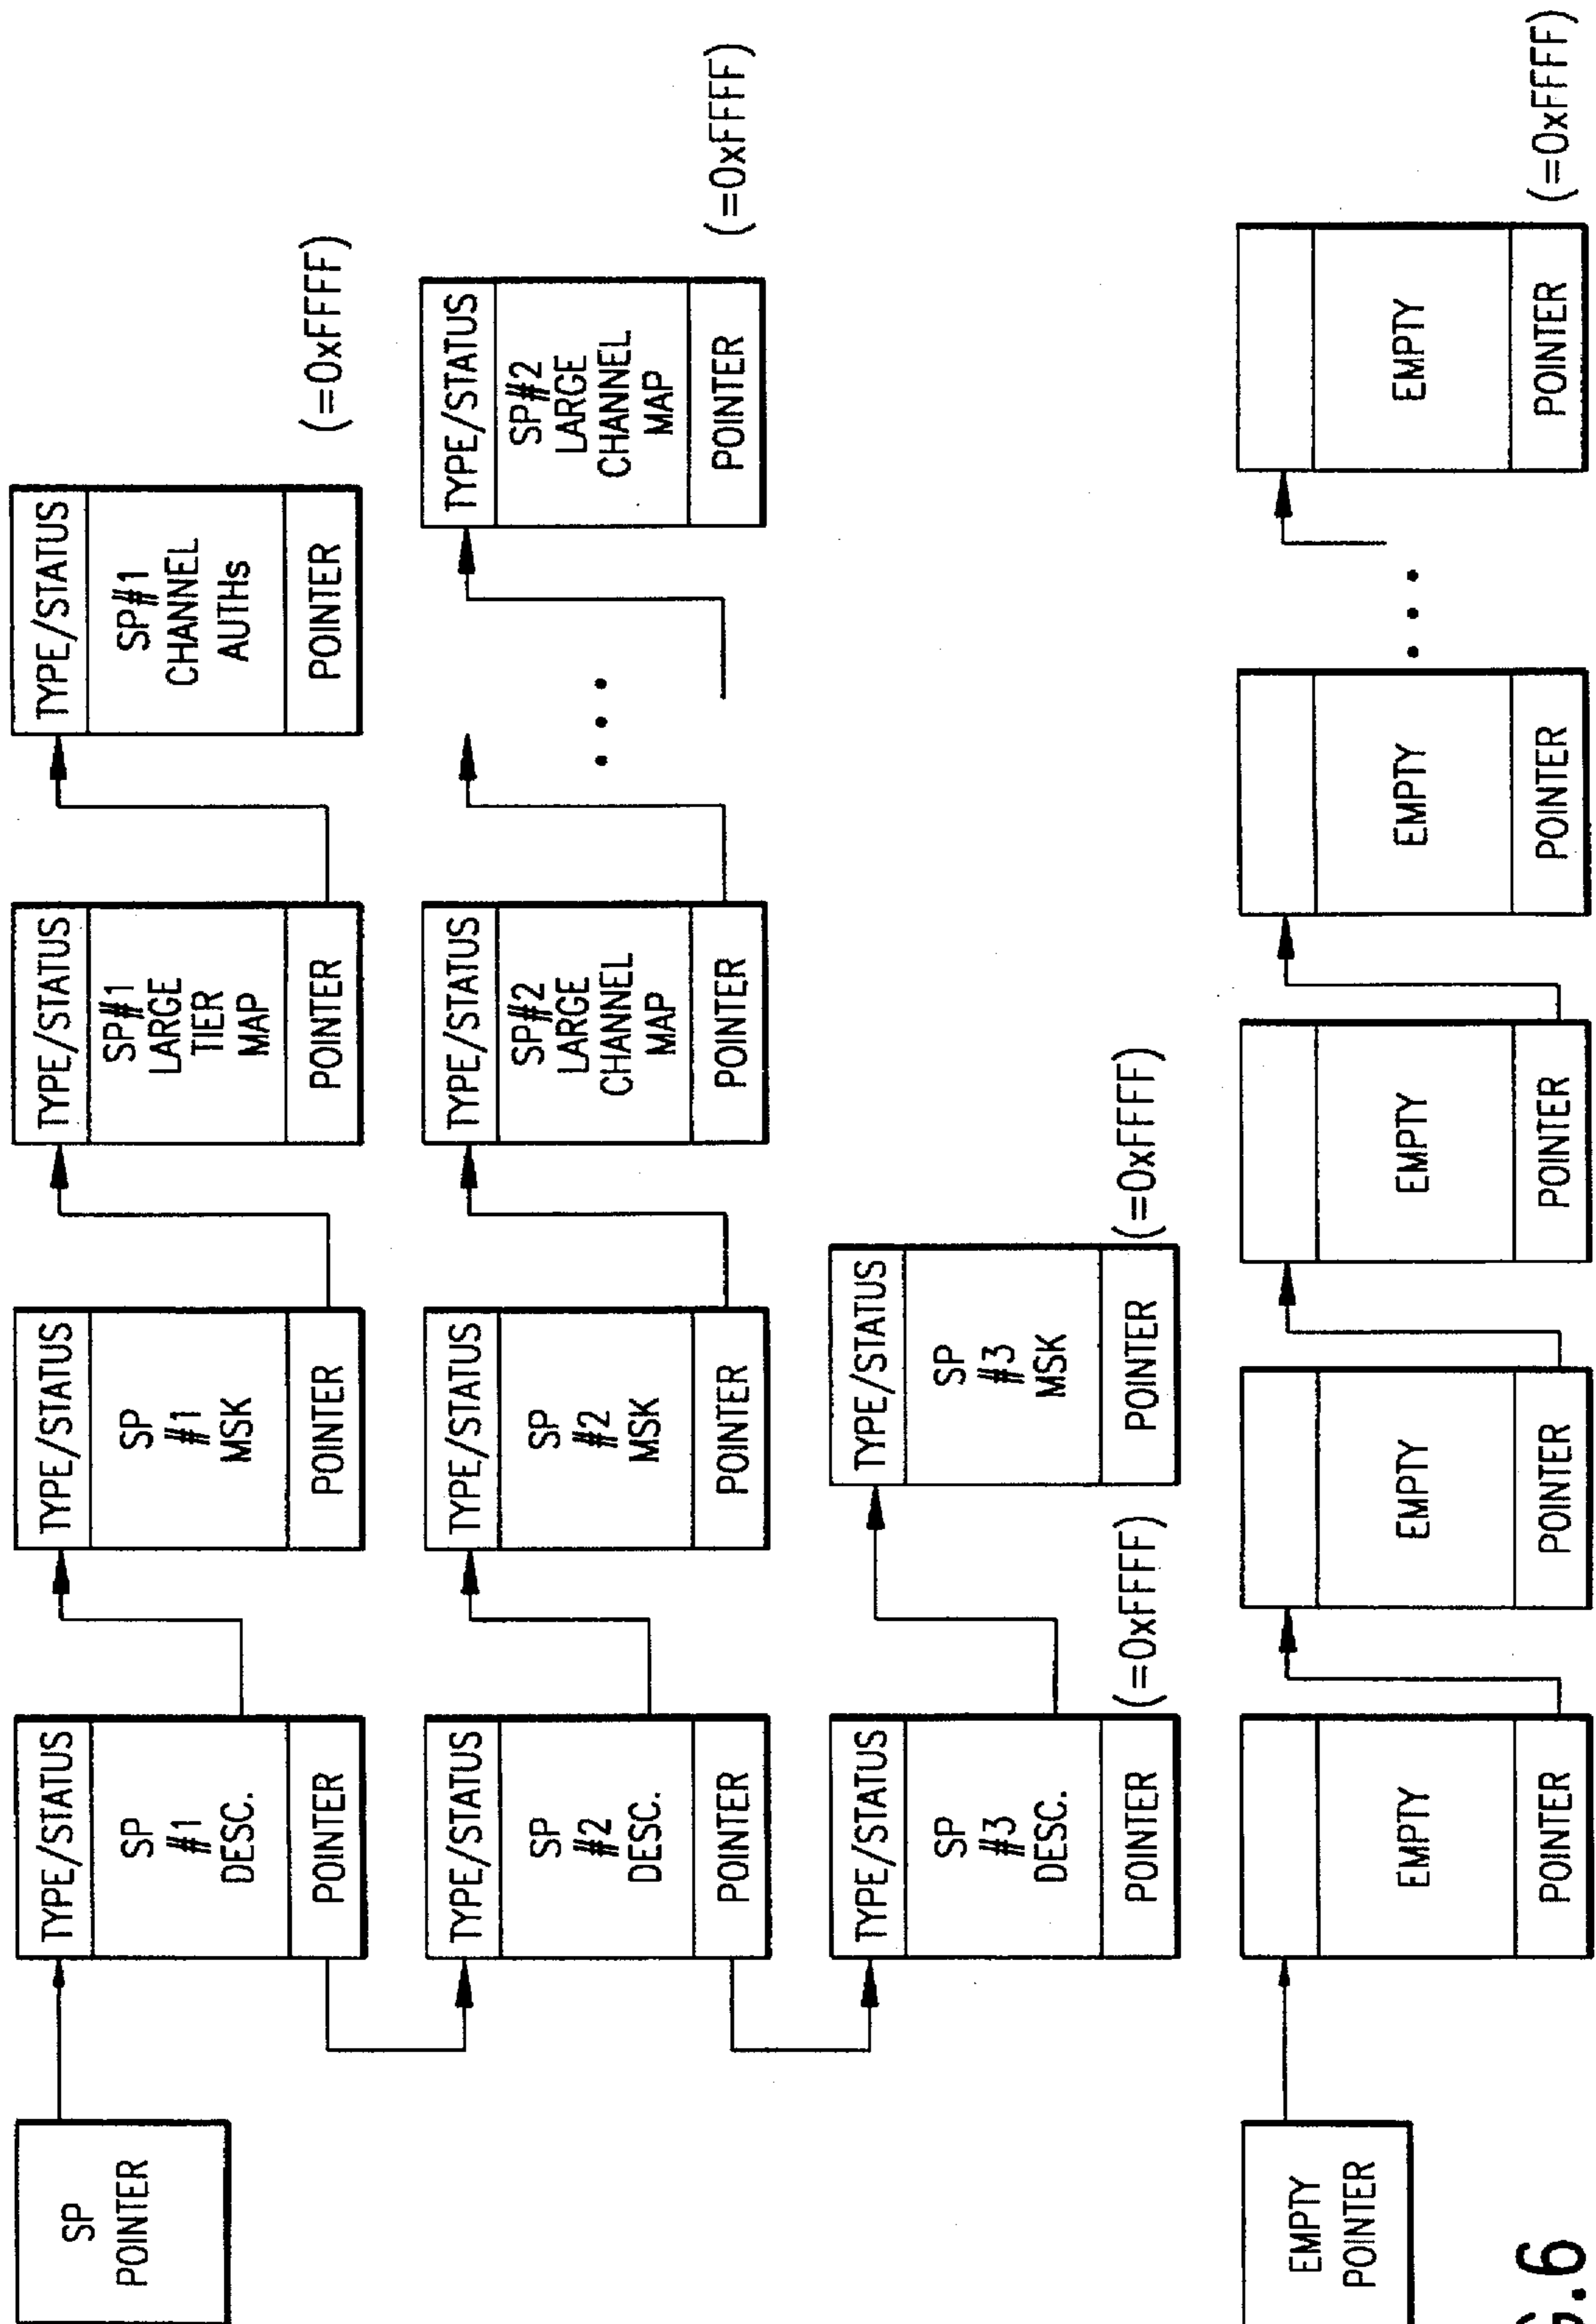 SP
POINTER
TYPE/STATUS
SP
#1
DESC.
POINTER
TYPE/STATUS
SP
#1
MSK
POINTER
TYPE/STATUS
SP#1
LARGE
TIER
MAP
POINTER
TYPE/STATUS
SP#1
CHANNEL
AUTHs
POINTER
(=0xFFFF)
TYPE/STATUS
SP
#2
DESC.
POINTER
TYPE/STATUS
SP
#2
MSK
POINTER
TYPE/STATUS
SP#2
LARGE
CHANNEL
MAP
POINTER
• • •
TYPE/STATUS
SP#2
LARGE
CHANNEL
MAP
POINTER
(=0xFFFF)
TYPE/STATUS
SP
#3
DESC.
POINTER
(=0xFFFF)
TYPE/STATUS
SP
#3
MSK
POINTER
(=0xFFFF)
EMPTY
POINTER
EMPTY
POINTER
EMPTY
POINTER
EMPTY
POINTER
EMPTY
POINTER
• • •
EMPTY
POINTER
(=0xFFFF)
G.6